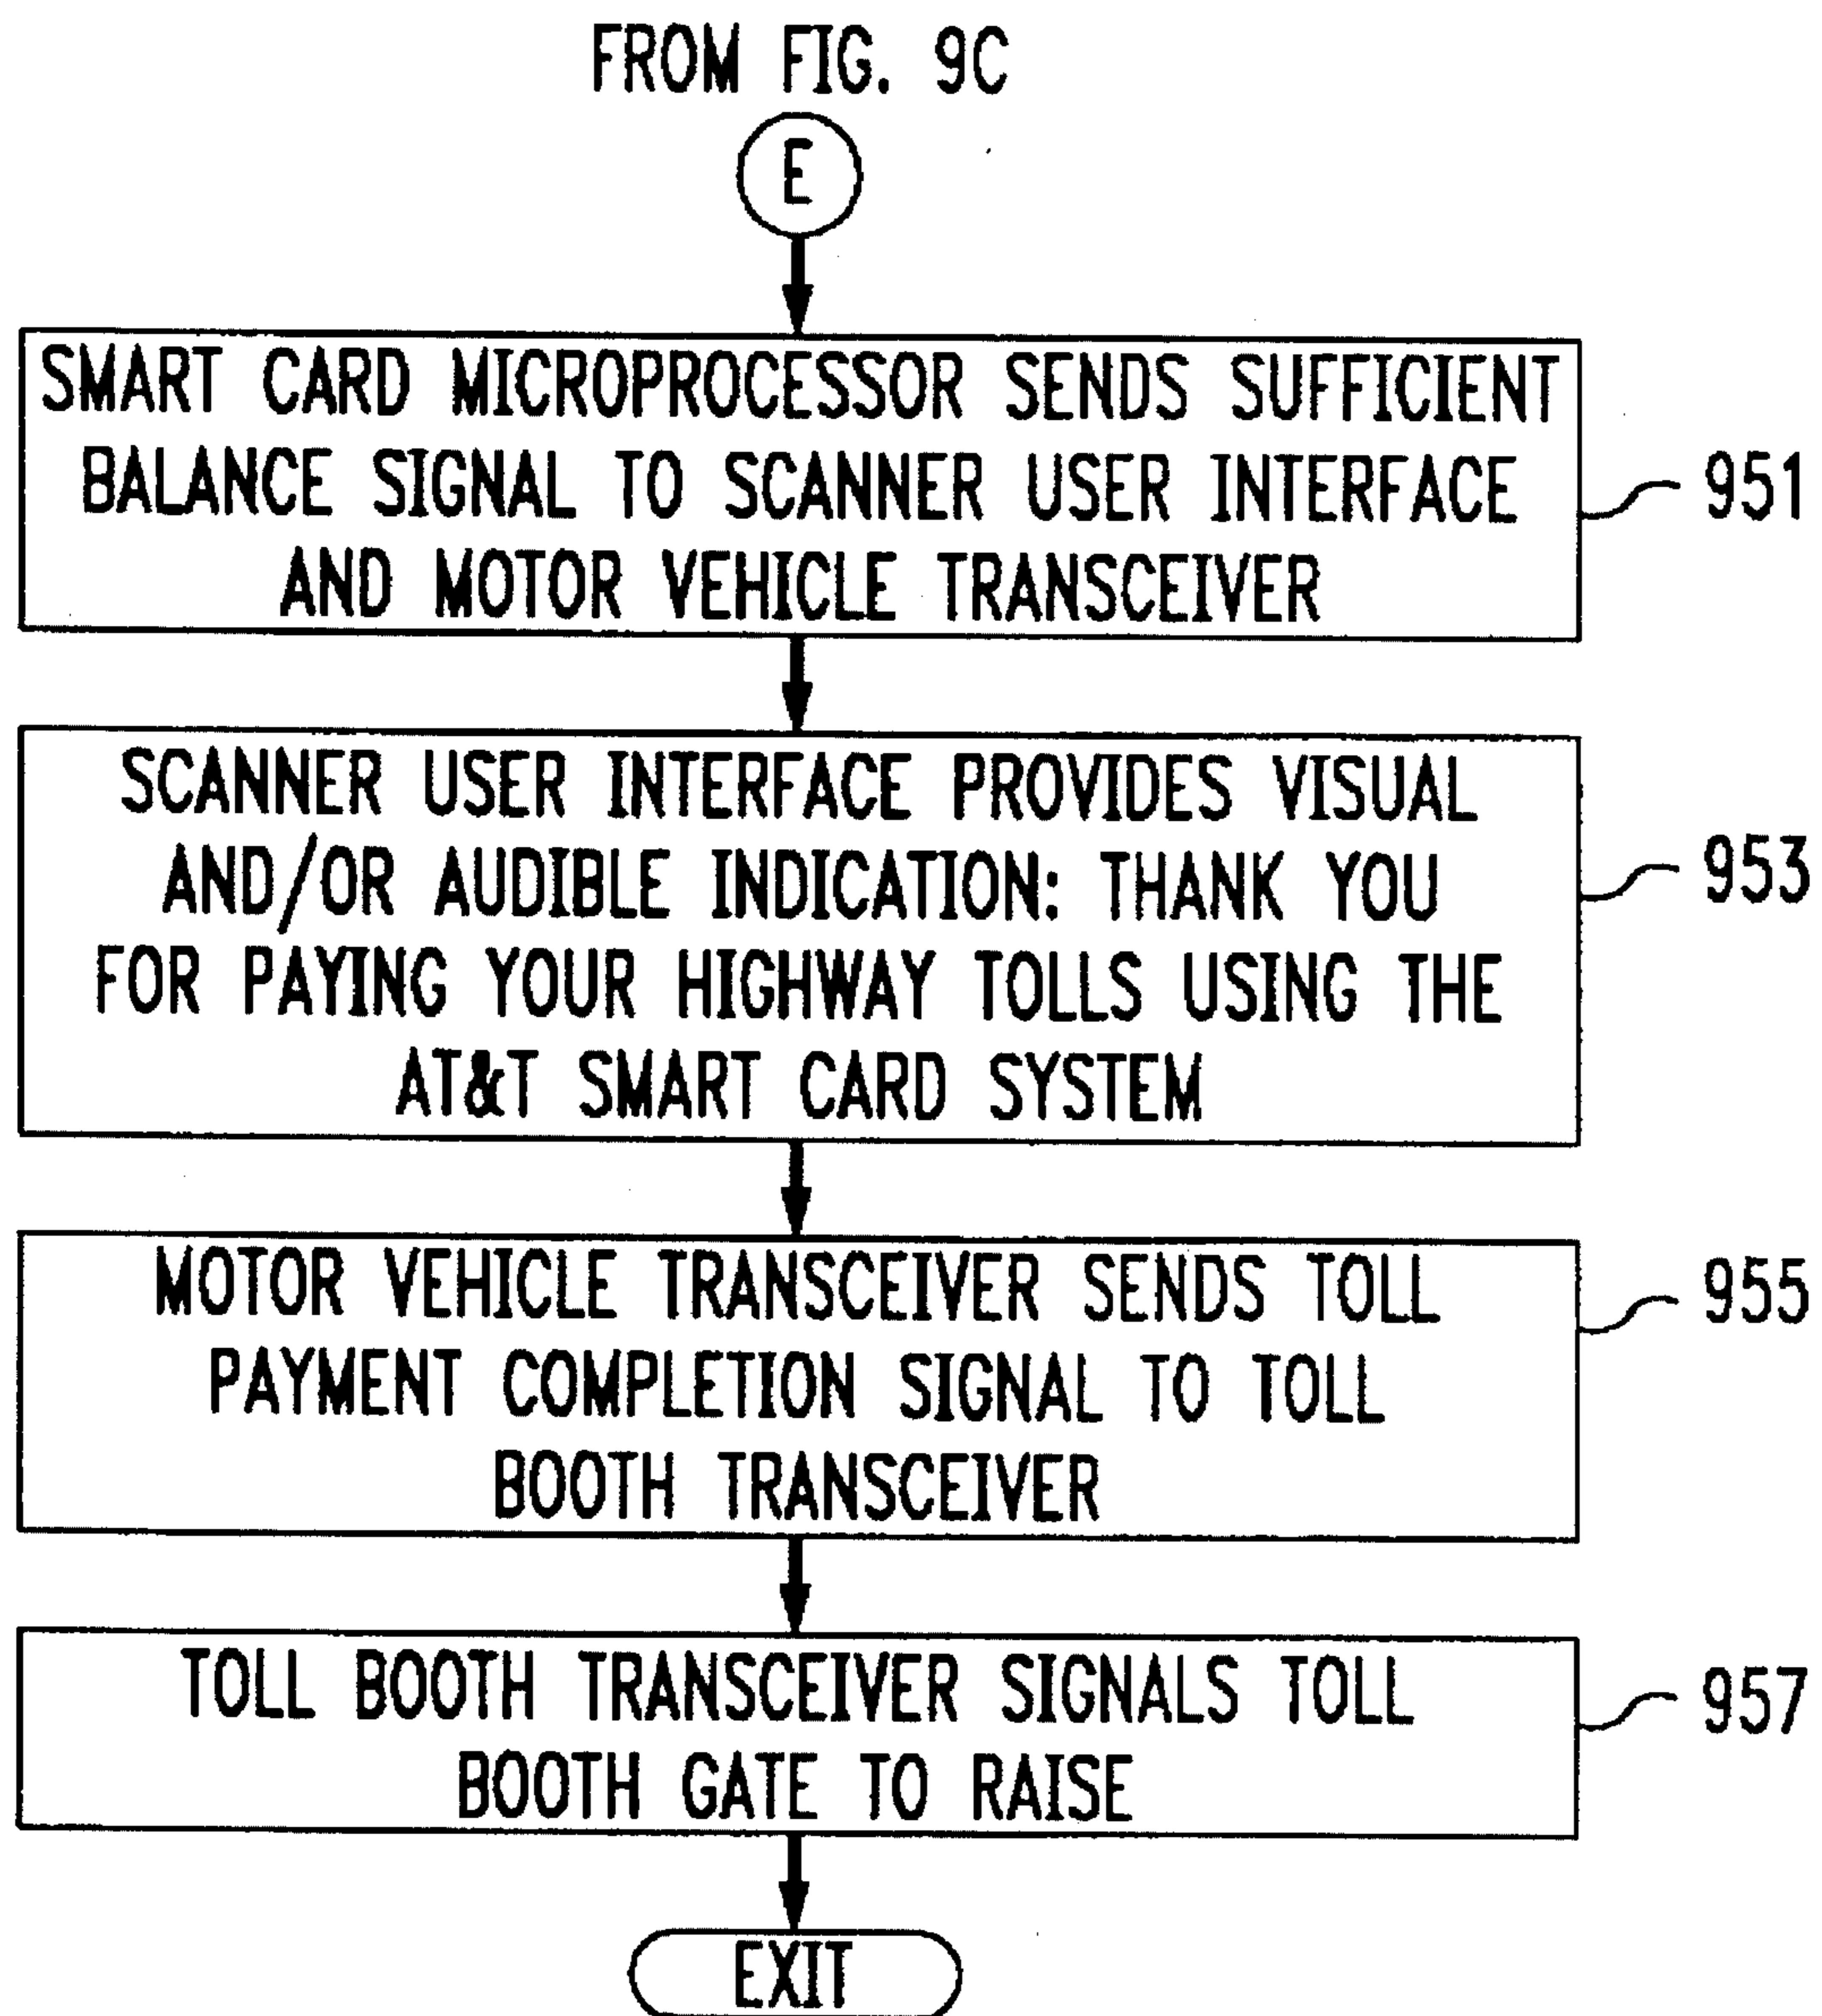 FROM FIG. 9C
E
SMART CARD MICROPROCESSOR SENDS SUFFICIENT
BALANCE SIGNAL TO SCANNER USER INTERFACE
AND MOTOR VEHICLE TRANSCEIVER
951
SCANNER USER INTERFACE PROVIDES VISUAL
AND/OR AUDIBLE INDICATION: THANK YOU
FOR PAYING YOUR HIGHWAY TOLLS USING THE
AT&T SMART CARD SYSTEM
953
MOTOR VEHICLE TRANSCEIVER SENDS TOLL
PAYMENT COMPLETION SIGNAL TO TOLL
BOOTH TRANSCEIVER
955
TOLL BOOTH TRANSCEIVER SIGNALS TOLL
BOOTH GATE TO RAISE
957
EXIT